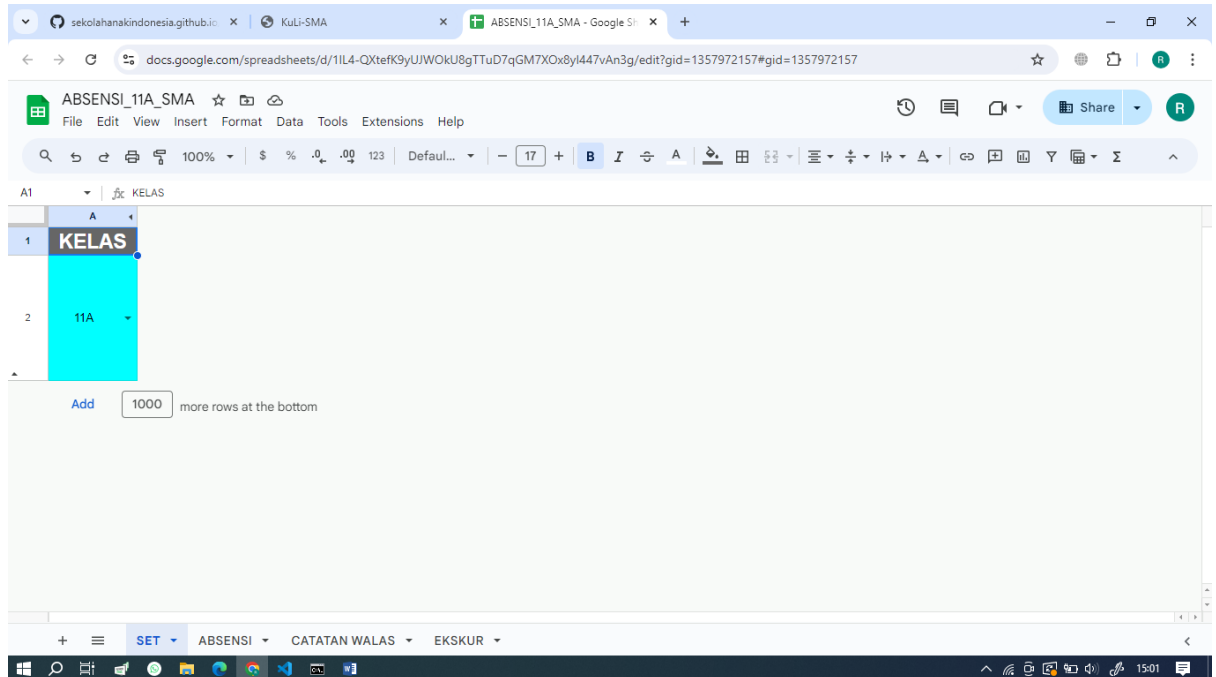 sekolahanakindonesia.github.io
KuLi-SMA
ABSENSI_11A_SMA - Google Sh
docs.google.com/spreadsheets/d/1IL4-QXtefK9yUJWOkU8gTTuD7qGM7XOx8yI447vAn3g/edit?gid=1357972157#gid=1357972157
R
ABSENSI_11A_SMA
Share
R
File Edit View Insert Format Data Tools Extensions Help
100% $ % .0 .00 123 Defaul... 17 B I A
A1 fx KELAS
A
1 KELAS
2 11A
Add 1000 more rows at the bottom
SET ABSENSI CATATAN WALAS EKSKUR
15:01